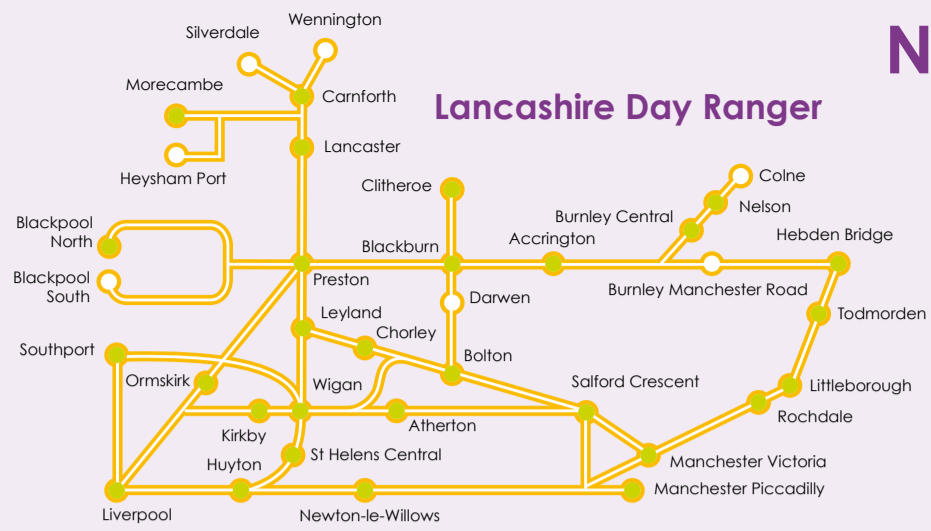 N
Lancashire Day Ranger
Wennington
Silverdale
Morecambe
Carnforth
Lancaster
Heysham Port
Clitheroe
Colne
Nelson
Burnley Central
Blackpool
North
Blackburn
Accrington
Hebden Bridge
Blackpool
South
Preston
Darwen
Burnley Manchester Road
Leyland
Todmorden
Chorley
Southport
Bolton
Ormskirk
Wigan
Salford Crescent
Littleborough
Rochdale
Kirkby
Atherton
St Helens Central
Huyton
Manchester Victoria
Manchester Piccadilly
Liverpool
Newton-le-Willows